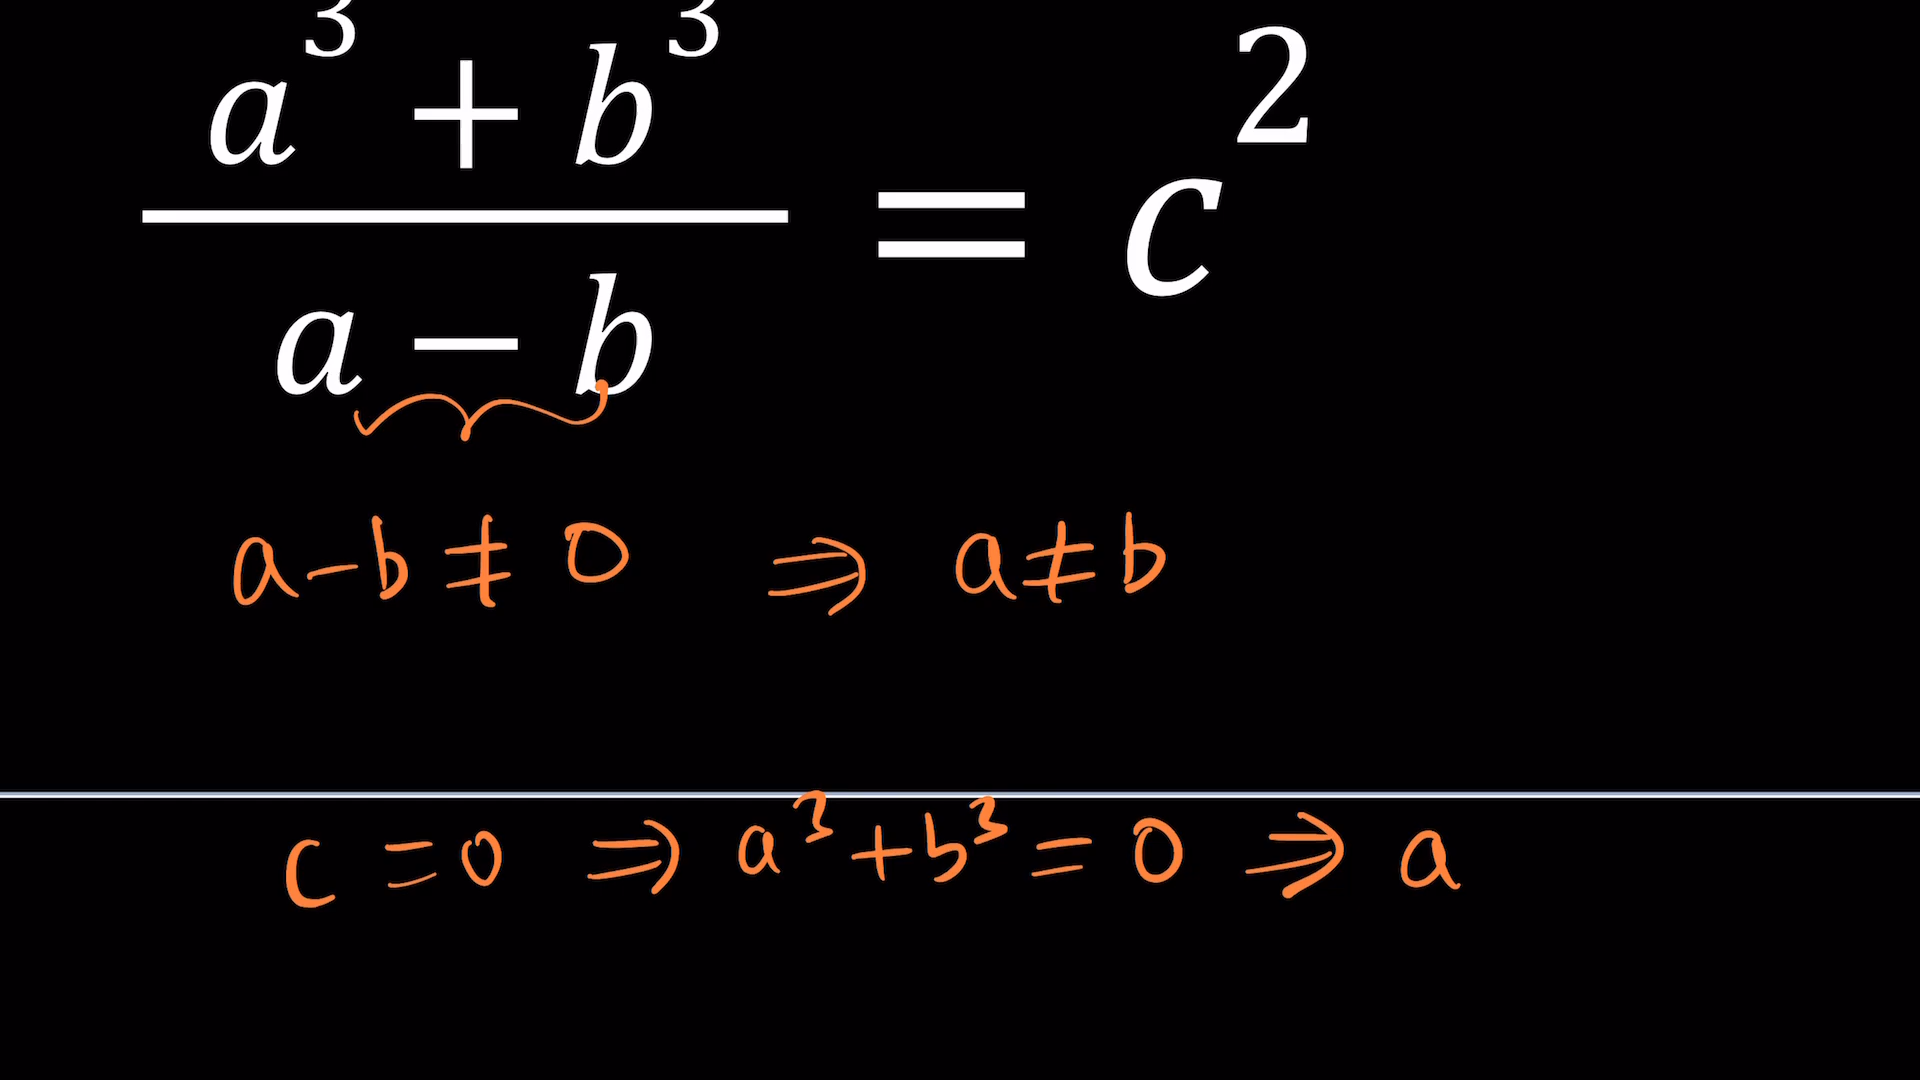 a³ + b³
a − b
= c²
a-b ≠ 0 ⇒ a≠b
c = 0 ⇒ a³+b³ = 0 ⇒ a